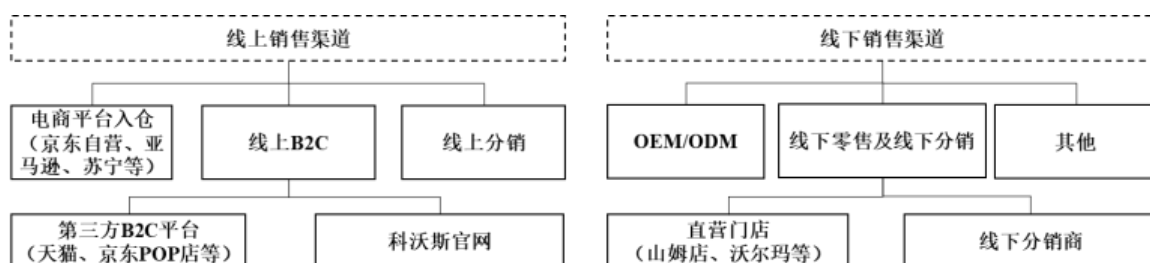 线上销售渠道
线下销售渠道
电商平台入仓
（京东自营、亚
马逊、苏宁等）
线上B2C
线上分销
OEM/ODM
线下零售及线下分销
其他
第三方B2C平台
（天猫、京东POP店等）
科沃斯官网
直营门店
（山姆店、沃尔玛等）
线下分销商